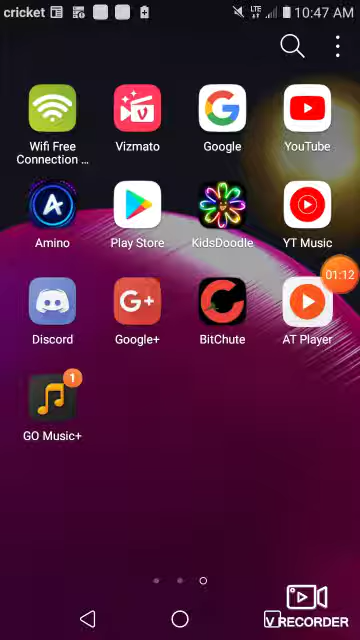 cricket LTE 10:47 AM
Wifi Free Connection ...
Vizmato
Google
YouTube
Amino
Play Store
KidsDoodle
YT Music
01:12
Discord
Google+
BitChute
AT Player
1
GO Music+
V RECORDER